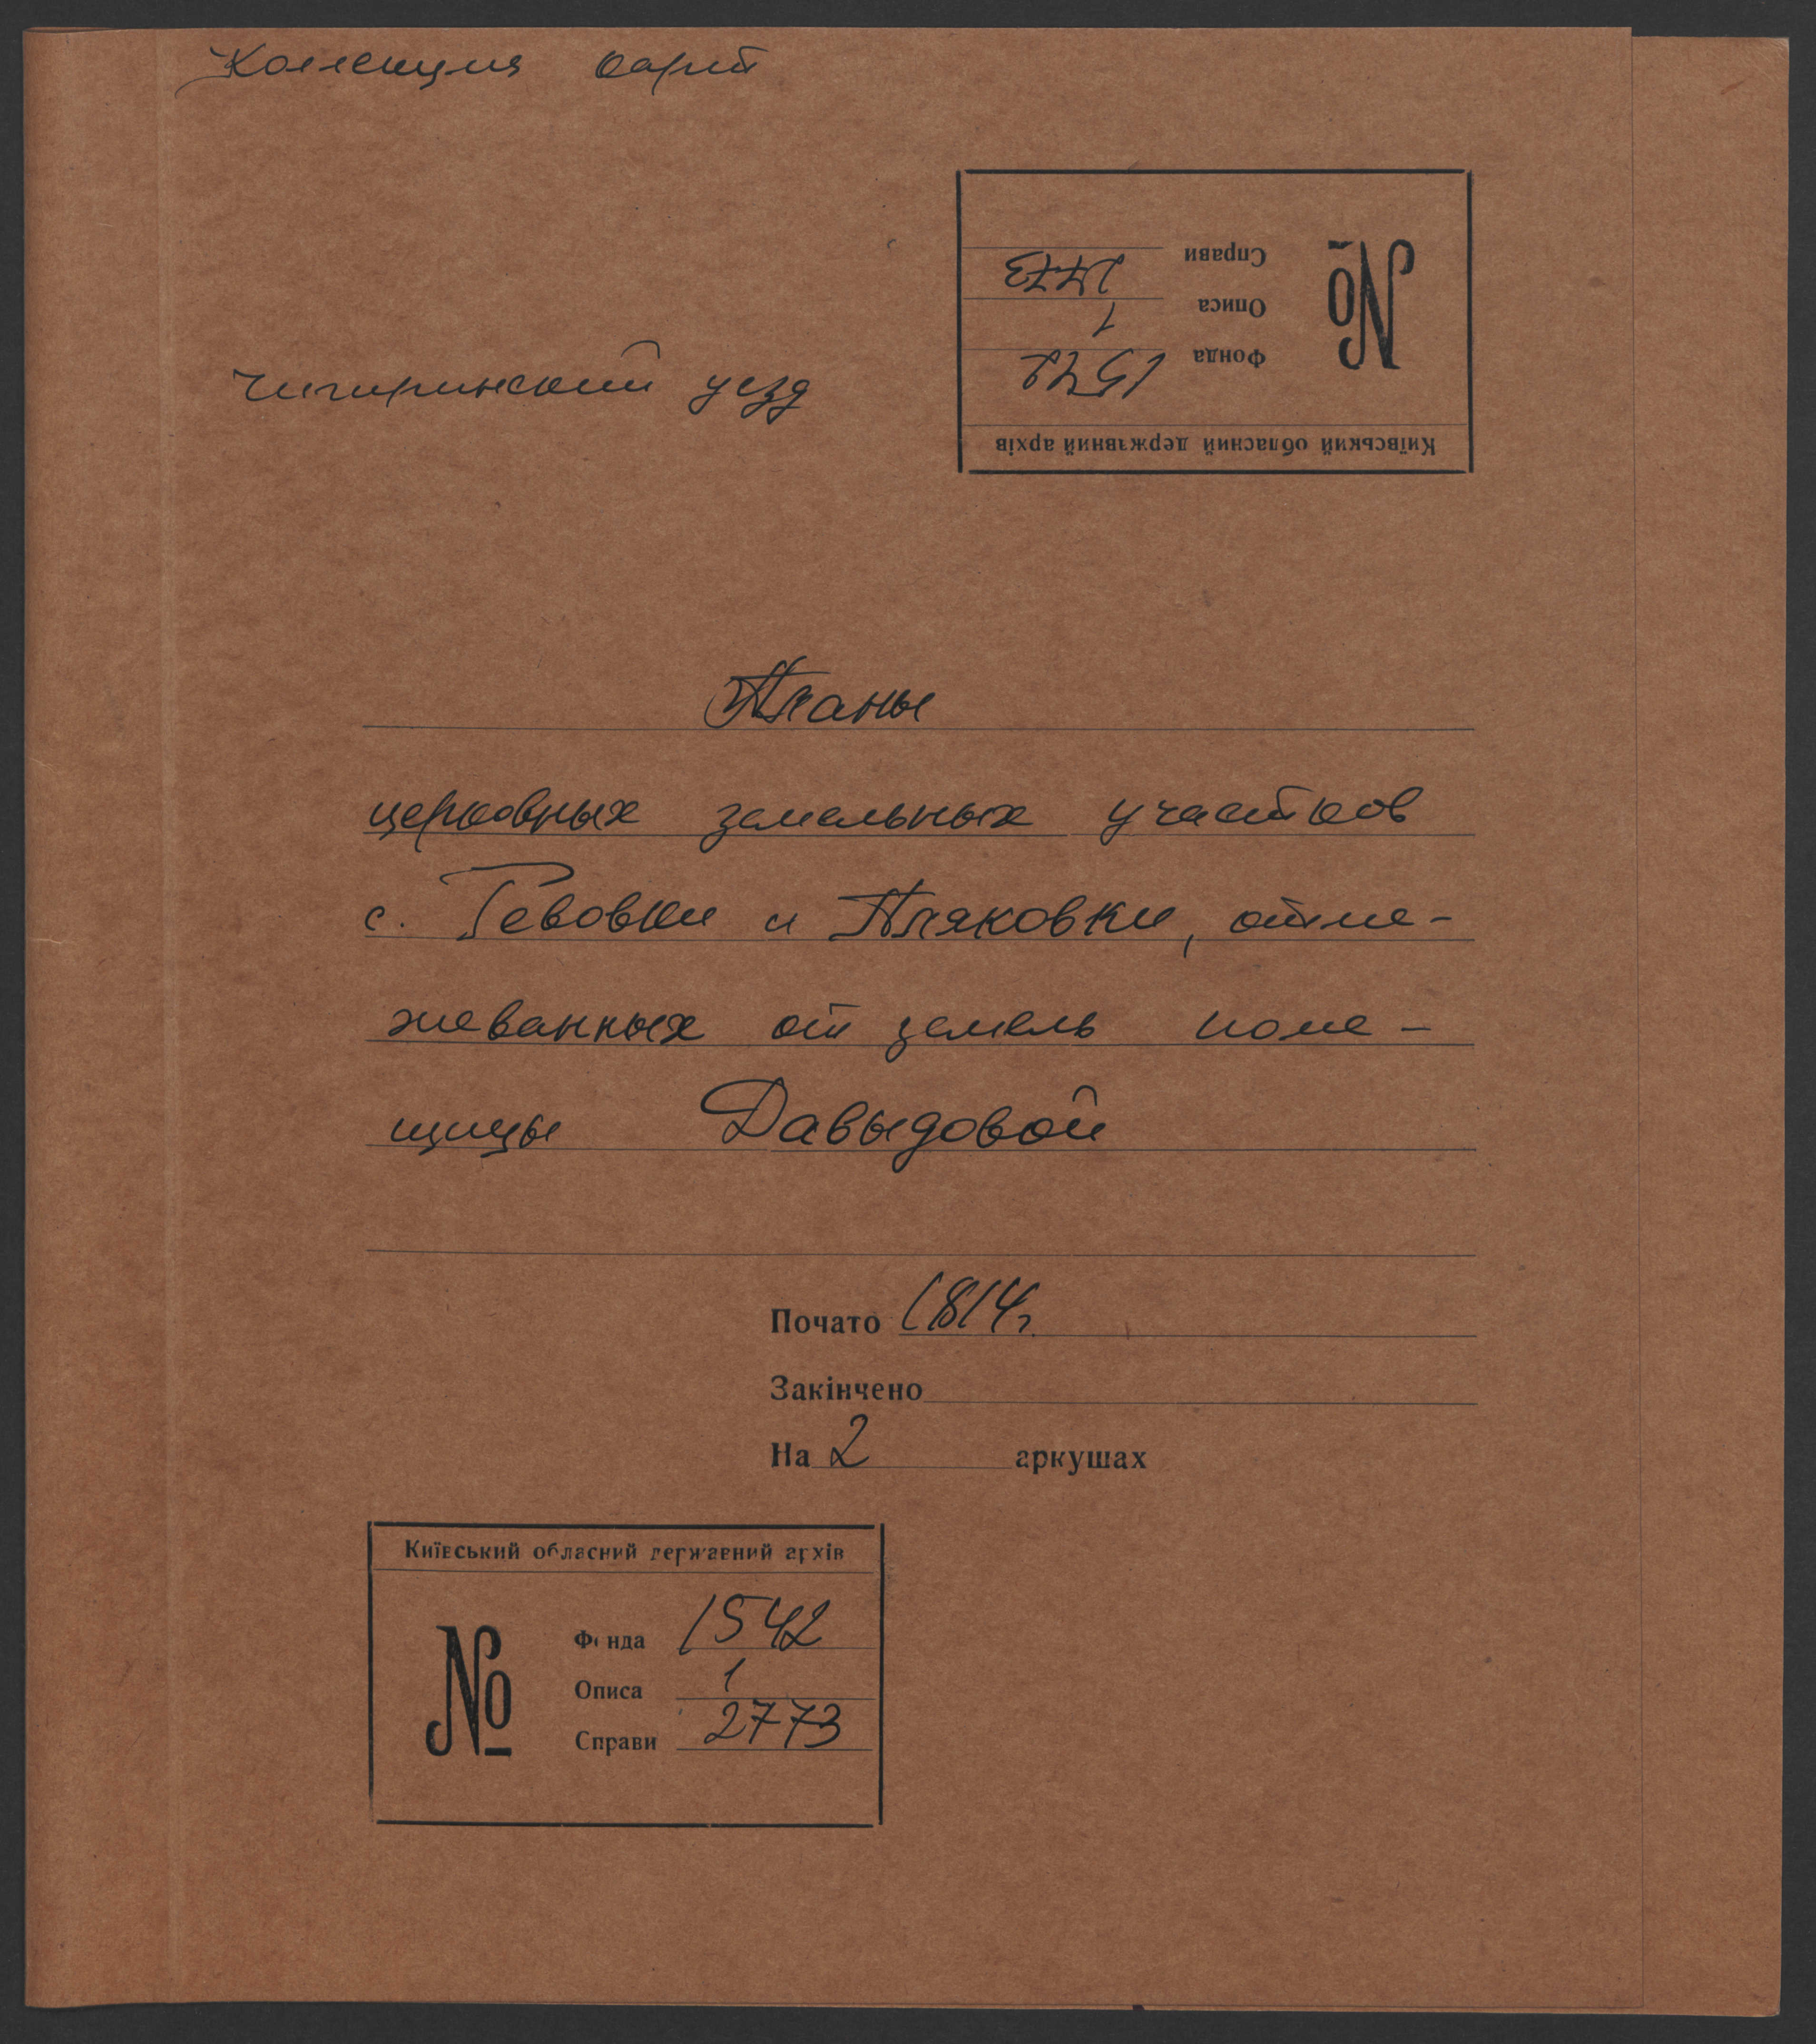 Коллекция карт
Київський обласний державний архів
№
Фонда 1542
Описа 1
Справи 2773
Чигиринский уезд
Планы
церковных земельных участков
с. Ревовки и Пляковки, отме-
жеванных от земель поме-
щицы Давыдовой
Почато 1814г.
Закінчено
На 2 аркушах
Київський обласний державний архів
№
Фонда 1542
Описа 1
Справи 2773